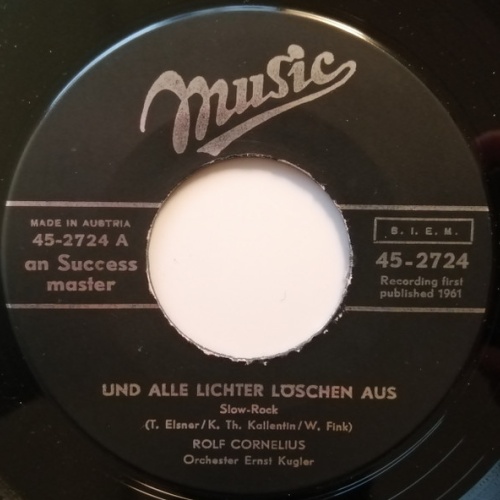 Music
MADE IN AUSTRIA
45-2724 A
an Success
master
B. I. E. M.
45-2724
Recording first
published 1961
UND ALLE LICHTER LÖSCHEN AUS
Slow-Rock
(T. Elsner/K. Th. Kallentin/W. Fink)
ROLF CORNELIUS
Orchester Ernst Kugler